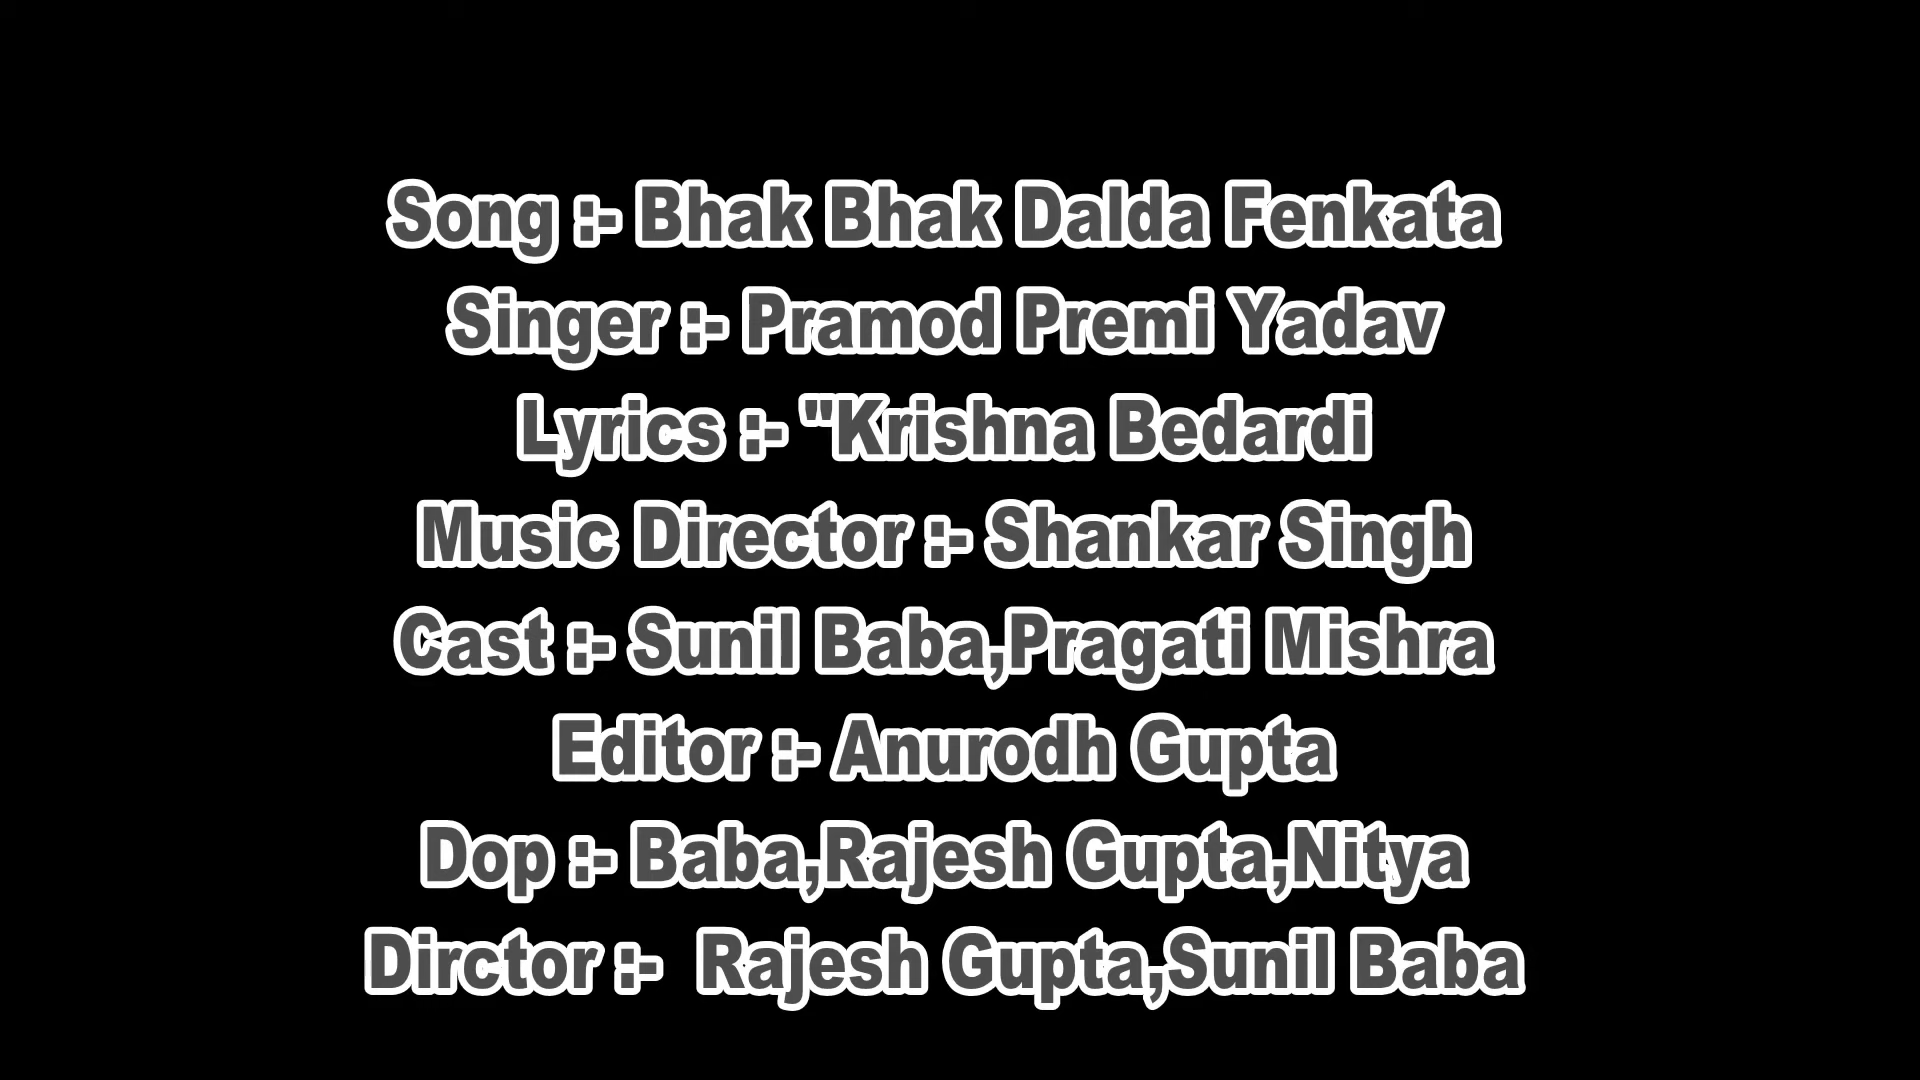 Song :- Bhak Bhak Dalda Fenkata
Singer :- Pramod Premi Yadav
Lyrics :- "Krishna Bedardi
Music Director :- Shankar Singh
Cast :- Sunil Baba,Pragati Mishra
Editor :- Anurodh Gupta
Dop :- Baba,Rajesh Gupta,Nitya
Dirctor :-  Rajesh Gupta,Sunil Baba